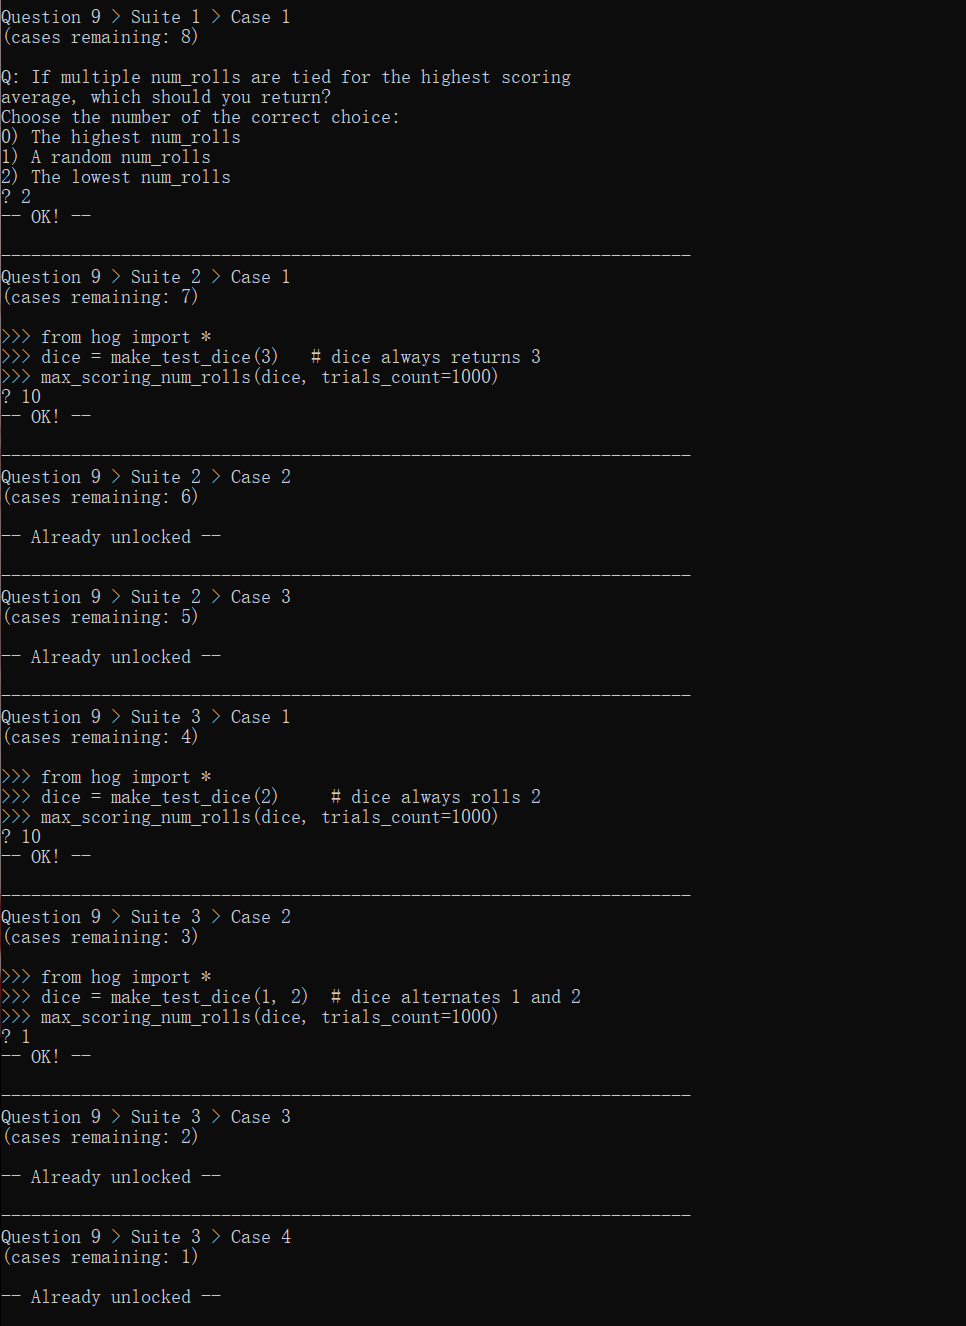 Question 9 > Suite 1 > Case 1
(cases remaining: 8)
Q: If multiple num_rolls are tied for the highest scoring
average, which should you return?
Choose the number of the correct choice:
0) The highest num_rolls
1) A random num_rolls
2) The lowest num_rolls
? 2
-- OK! --
---------------------------------------------------------------------
Question 9 > Suite 2 > Case 1
(cases remaining: 7)
>>> from hog import *
>>> dice = make_test_dice(3)   # dice always returns 3
>>> max_scoring_num_rolls(dice, trials_count=1000)
? 10
-- OK! --
---------------------------------------------------------------------
Question 9 > Suite 2 > Case 2
(cases remaining: 6)
-- Already unlocked --
---------------------------------------------------------------------
Question 9 > Suite 2 > Case 3
(cases remaining: 5)
-- Already unlocked --
---------------------------------------------------------------------
Question 9 > Suite 3 > Case 1
(cases remaining: 4)
>>> from hog import *
>>> dice = make_test_dice(2)     # dice always rolls 2
>>> max_scoring_num_rolls(dice, trials_count=1000)
? 10
-- OK! --
---------------------------------------------------------------------
Question 9 > Suite 3 > Case 2
(cases remaining: 3)
>>> from hog import *
>>> dice = make_test_dice(1, 2)  # dice alternates 1 and 2
>>> max_scoring_num_rolls(dice, trials_count=1000)
? 1
-- OK! --
---------------------------------------------------------------------
Question 9 > Suite 3 > Case 3
(cases remaining: 2)
-- Already unlocked --
---------------------------------------------------------------------
Question 9 > Suite 3 > Case 4
(cases remaining: 1)
-- Already unlocked --